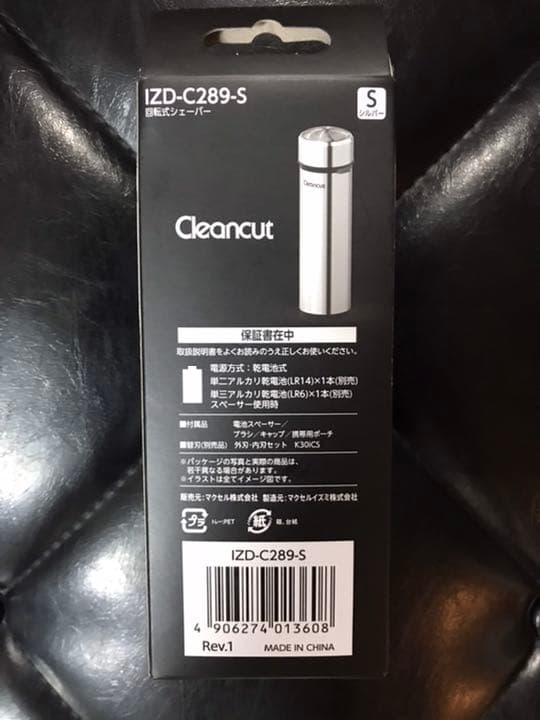 IZD-C289-S
回転式シェーバー
S
シルバー
Cleancut
Cleancut
保証書在中
取扱説明書をよくお読みのうえ正しくお使いください。
電源方式：乾電池式
単二アルカリ乾電池(LR14)×1本(別売)
単三アルカリ乾電池(LR6)×1本(別売)
スペーサー使用時
■付属品 電池スペーサー／
ブラシ／キャップ／携帯用ポーチ
■替刃(別売品) 外刃・内刃セット K30iCS
※パッケージの写真と実際の商品は、
若干異なる場合があります。
※イラストは全てイメージ図です。
販売元：マクセル株式会社 製造元：マクセルイズミ株式会社
プラ トレーPET 紙 箱、台紙
IZD-C289-S
4 906274 013608
Rev.1 MADE IN CHINA